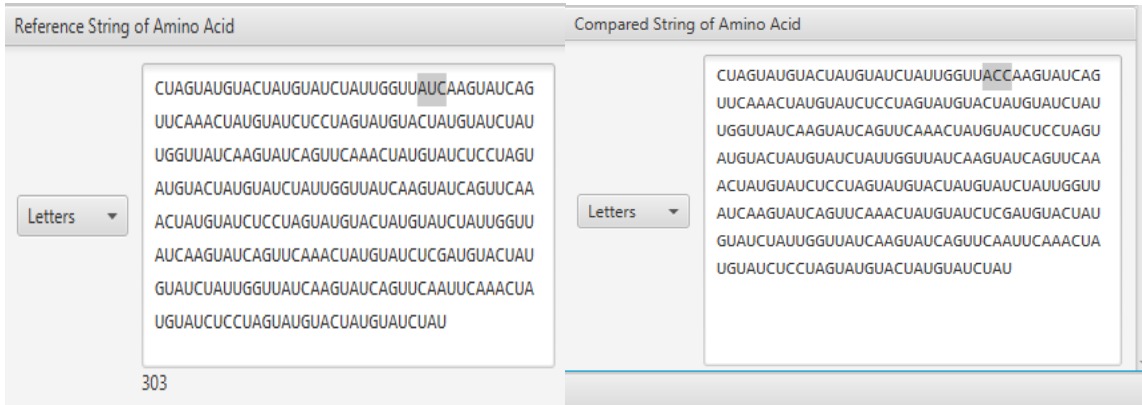 Reference String of Amino Acid
Letters
CUAGUAUGUACUAUGUAUCUAUUGGUUAUCAAGUAUCAG
UUCAAACUAUGUAUCUCCUAGUAUGUACUAUGUAUCUAU
UGGUUAUCAAGUAUCAGUUCAAACUAUGUAUCUCCUAGU
AUGUACUAUGUAUCUAUUGGUUAUCAAGUAUCAGUUCAA
ACUAUGUAUCUCCUAGUAUGUACUAUGUAUCUAUUGGUU
AUCAAGUAUCAGUUCAAACUAUGUAUCUCGAUGUACUAU
GUAUCUAUUGGUUAUCAAGUAUCAGUUCAAUUCAAACUA
UGUAUCUCCUAGUAUGUACUAUGUAUCUAU
303
Compared String of Amino Acid
Letters
CUAGUAUGUACUAUGUAUCUAUUGGUUACCAAGUAUCAG
UUCAAACUAUGUAUCUCCUAGUAUGUACUAUGUAUCUAU
UGGUUAUCAAGUAUCAGUUCAAACUAUGUAUCUCCUAGU
AUGUACUAUGUAUCUAUUGGUUAUCAAGUAUCAGUUCAA
ACUAUGUAUCUCCUAGUAUGUACUAUGUAUCUAUUGGUU
AUCAAGUAUCAGUUCAAACUAUGUAUCUCGAUGUACUAU
GUAUCUAUUGGUUAUCAAGUAUCAGUUCAAUUCAAACUA
UGUAUCUCCUAGUAUGUACUAUGUAUCUAU